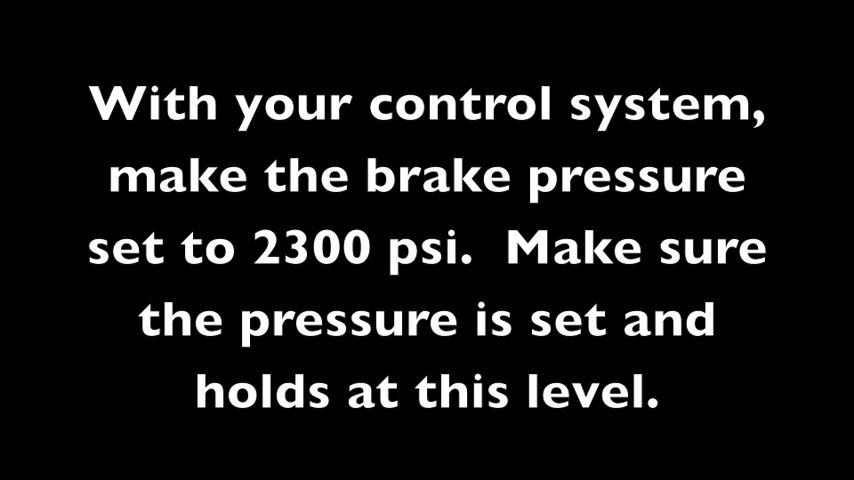 With your control system,
make the brake pressure
set to 2300 psi.  Make sure
the pressure is set and
holds at this level.